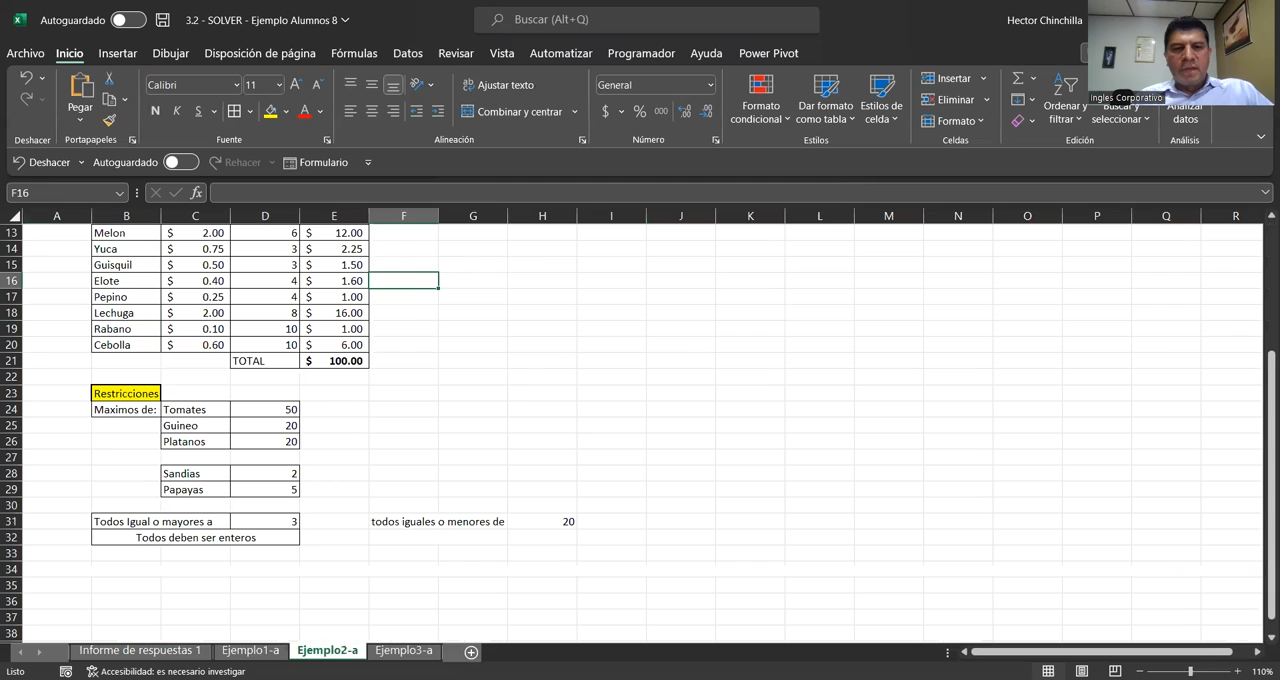 Autoguardado 3.2 - SOLVER - Ejemplo Alumnos 8 Buscar (Alt+Q) Hector Chinchilla
Archivo Inicio Insertar Dibujar Disposición de página Fórmulas Datos Revisar Vista Automatizar Programador Ayuda Power Pivot
Pegar Calibri 11 Ajustar texto General Formato condicional Dar formato como tabla Estilos de celda Insertar Ordenar y filtrar
N K S Combinar y centrar $ % 000 Eliminar Formato seleccionar datos
Ingles Corporativo
Deshacer Portapapeles Fuente Alineación Número Estilos Celdas Edición Análisis
Deshacer Autoguardado Rehacer Formulario
F16 fx
A B C D E F G H I J K L M N O P Q R
13 Melon $ 2.00 6 $ 12.00
14 Yuca $ 0.75 3 $ 2.25
15 Guisquil $ 0.50 3 $ 1.50
16 Elote $ 0.40 4 $ 1.60
17 Pepino $ 0.25 4 $ 1.00
18 Lechuga $ 2.00 8 $ 16.00
19 Rabano $ 0.10 10 $ 1.00
20 Cebolla $ 0.60 10 $ 6.00
21 TOTAL $ 100.00
22
23 Restricciones
24 Maximos de: Tomates 50
25 Guineo 20
26 Platanos 20
27
28 Sandias 2
29 Papayas 5
30
31 Todos Igual o mayores a 3 todos iguales o menores de 20
32 Todos deben ser enteros
33
34
35
36
37
38
Informe de respuestas 1 Ejemplo1-a Ejemplo2-a Ejemplo3-a
Listo Accesibilidad: es necesario investigar 110%